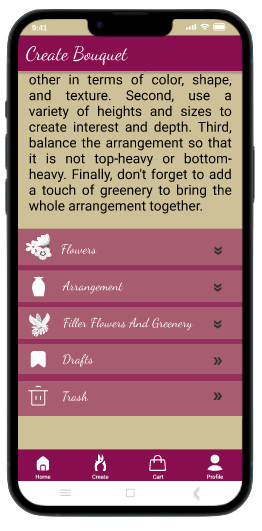 9:41
Create Bouquet
other in terms of color, shape,
and texture. Second, use a
variety of heights and sizes to
create interest and depth. Third,
balance the arrangement so that
it is not top-heavy or bottom-
heavy. Finally, don't forget to add
a touch of greenery to bring the
whole arrangement together.
Flowers
Arrangement
Filler Flowers And Greenery
Drafts
Trash
Home Create Cart Profile